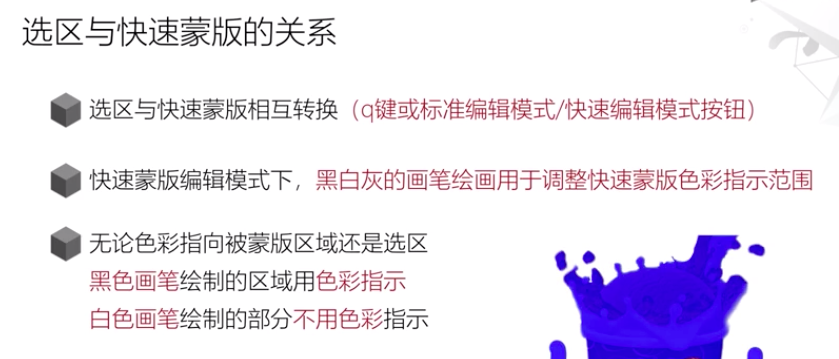 选区与快速蒙版的关系
选区与快速蒙版相互转换（q键或标准编辑模式/快速编辑模式按钮）
快速蒙版编辑模式下，黑白灰的画笔绘画用于调整快速蒙版色彩指示范围
无论色彩指向被蒙版区域还是选区
黑色画笔绘制的区域用色彩指示
白色画笔绘制的部分不用色彩指示